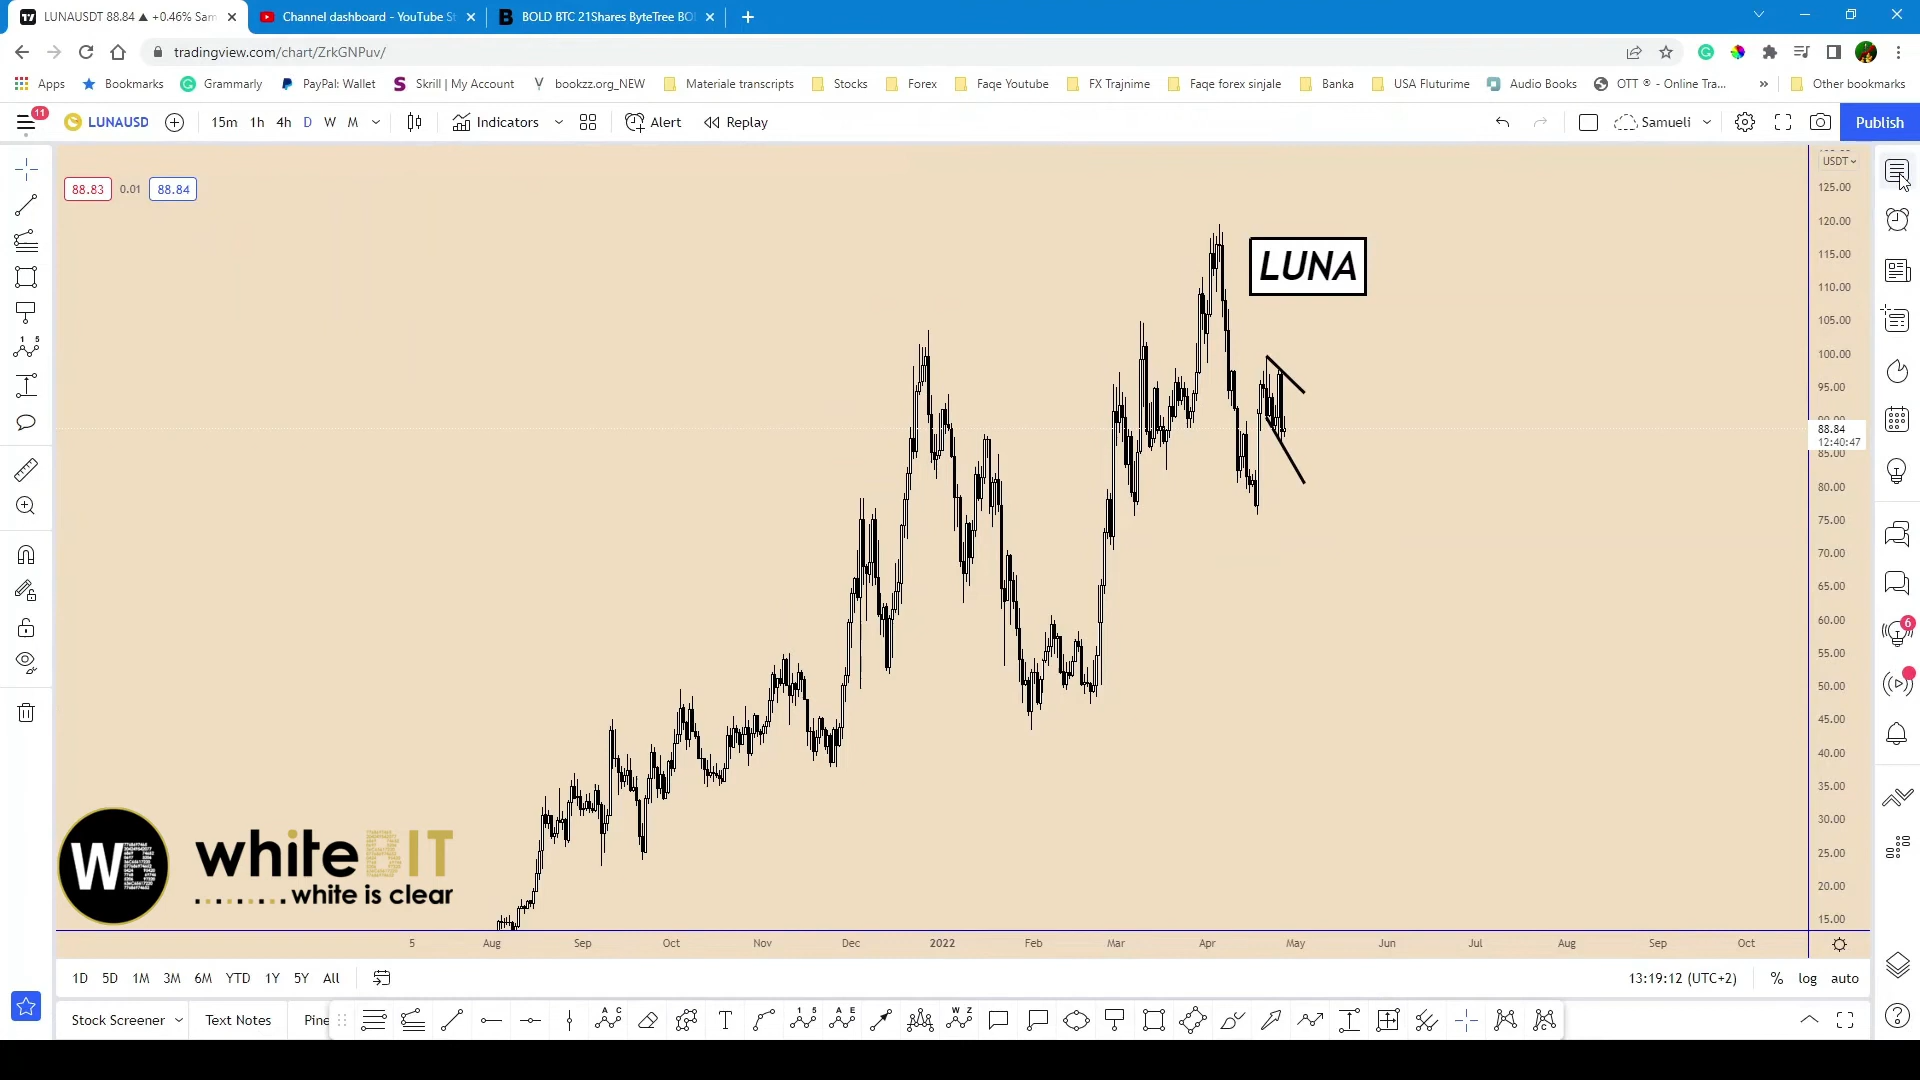 LUNAUSDT 88.84 ▲ +0.46% Sam
Channel dashboard - YouTube St
BOLD BTC 21Shares ByteTree BO
tradingview.com/chart/ZrkGNPuv/
Apps
Bookmarks
Grammarly
PayPal: Wallet
Skrill | My Account
bookzz.org_NEW
Materiale transcripts
Stocks
Forex
Faqe Youtube
FX Trajnime
Faqe forex sinjale
Banka
USA Fluturime
Audio Books
OTT ® - Online Tra...
»
Other bookmarks
11
LUNAUSD
15m
1h
4h
D
W
M
Indicators
Alert
Replay
Samueli
Publish
88.83
0.01
88.84
USDT
125.00
120.00
115.00
110.00
105.00
100.00
95.00
88.84
12:40:47
85.00
80.00
75.00
70.00
65.00
60.00
55.00
50.00
45.00
40.00
35.00
30.00
25.00
20.00
15.00
LUNA
6
W
whiteBIT
white is clear
5
Aug
Sep
Oct
Nov
Dec
2022
Feb
Mar
Apr
May
Jun
Jul
Aug
Sep
Oct
1D
5D
1M
3M
6M
YTD
1Y
5Y
All
13:19:12 (UTC+2)
%
log
auto
Stock Screener
Text Notes
Pine